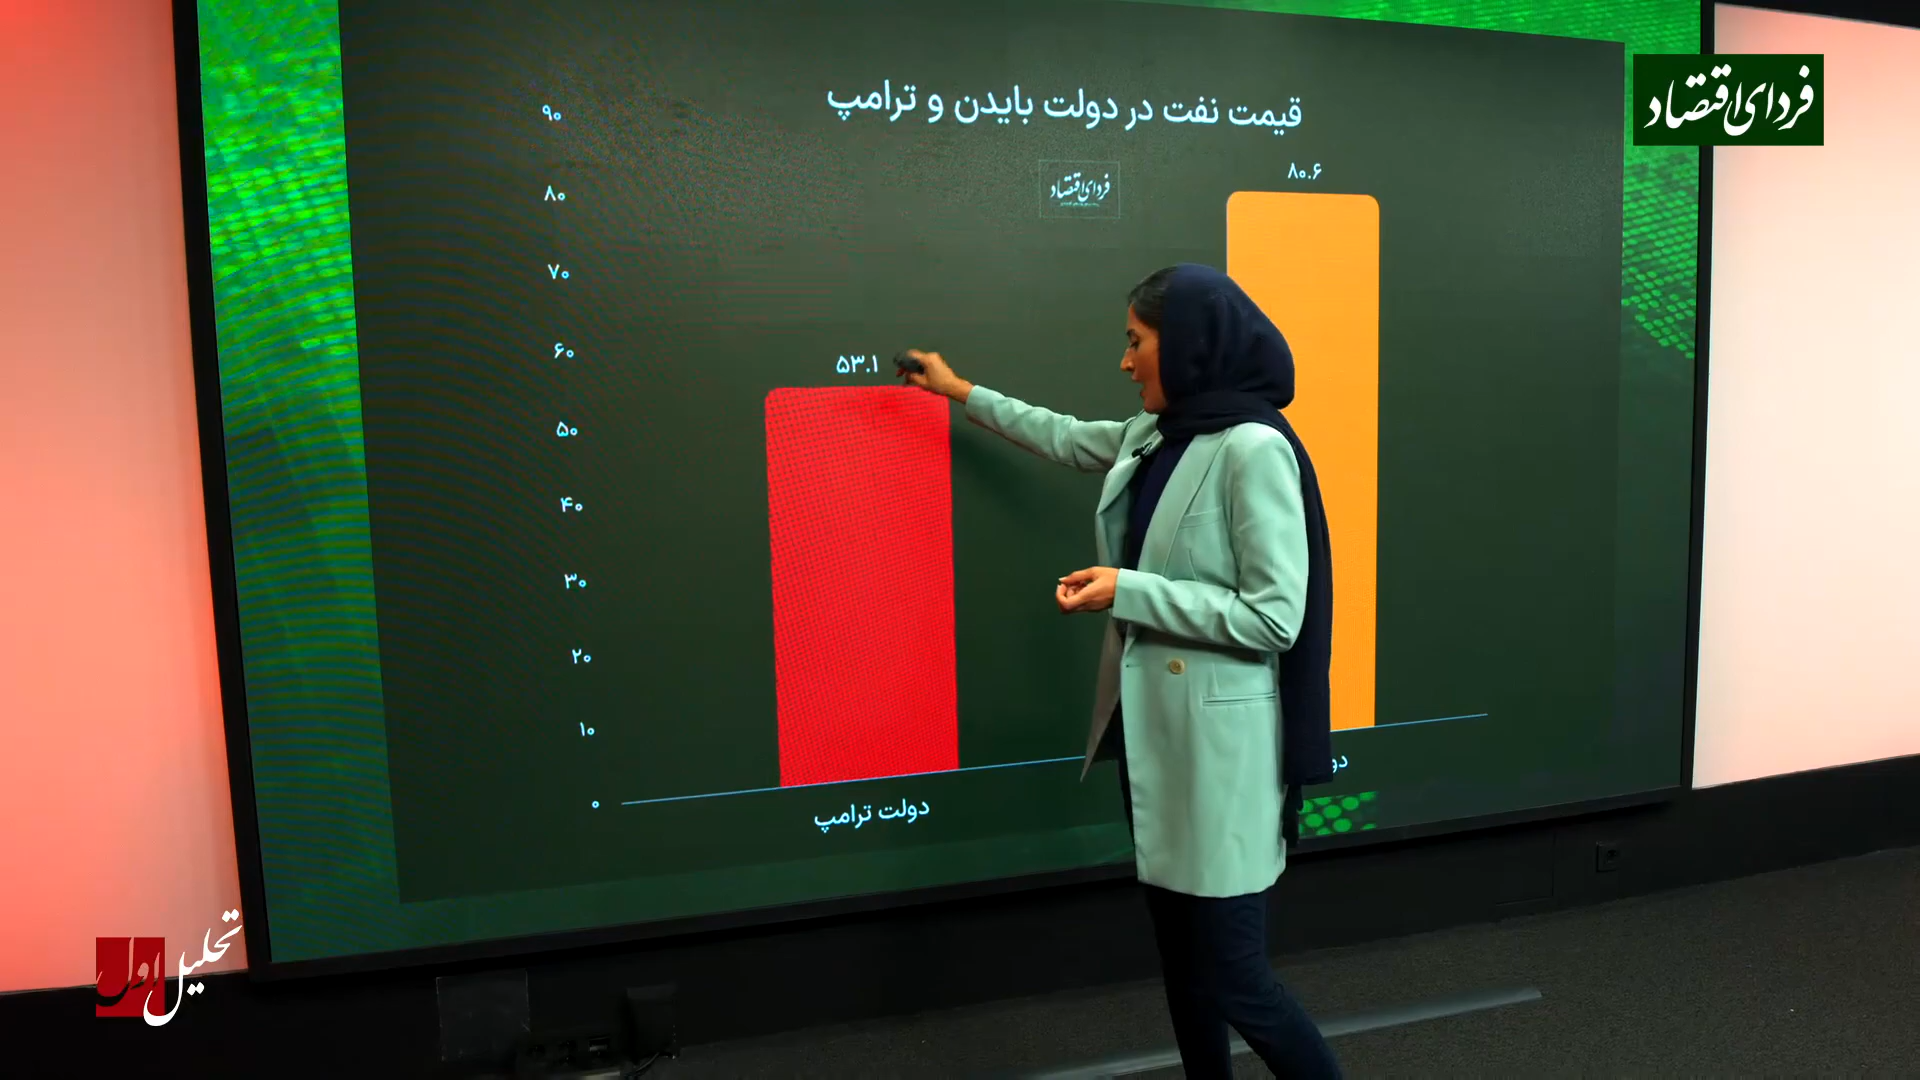 فردای اقتصاد
قیمت نفت در دولت بایدن و ترامپ
فردای اقتصاد
۹۰
۸۰
۷۰
۶۰
۵۰
۴۰
۳۰
۲۰
۱۰
۰
۵۳.۱
۸۰.۶
دولت ترامپ
دو
تحلیل اول